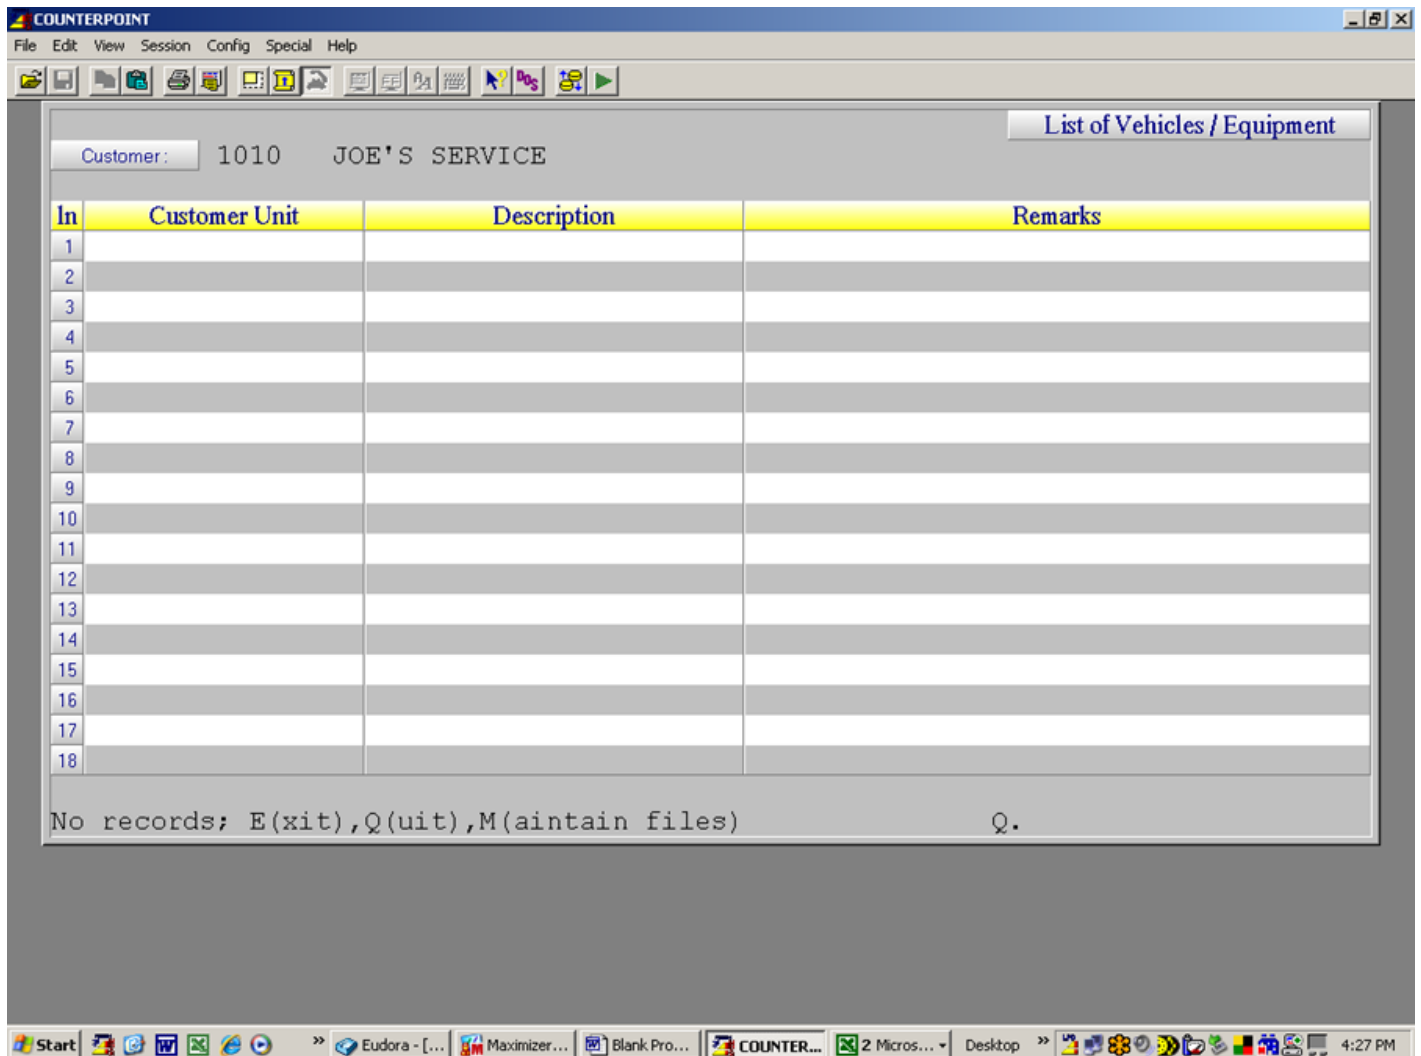 COUNTERPOINT
File Edit View Session Config Special Help
List of Vehicles / Equipment
Customer: 1010 JOE'S SERVICE
ln Customer Unit Description Remarks
1
2
3
4
5
6
7
8
9
10
11
12
13
14
15
16
17
18
No records; E(xit),Q(uit),M(aintain files) Q.
Start » Eudora - [... Maximizer... Blank Pro... COUNTER... 2 Micros... Desktop » 4:27 PM